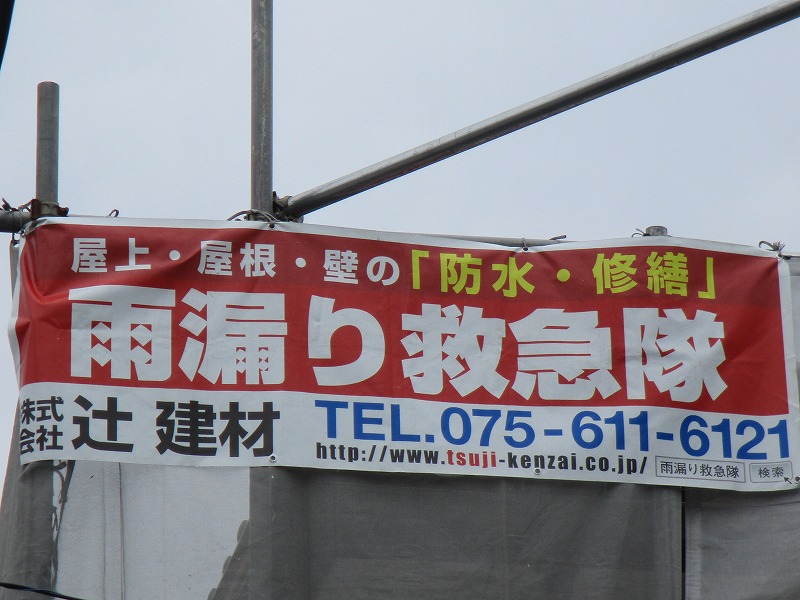 屋上・屋根・壁の「防水・修繕」
雨漏り救急隊
株式会社 辻 建材
TEL.075-611-6121
http://www.tsuji-kenzai.co.jp/ 雨漏り救急隊 検索